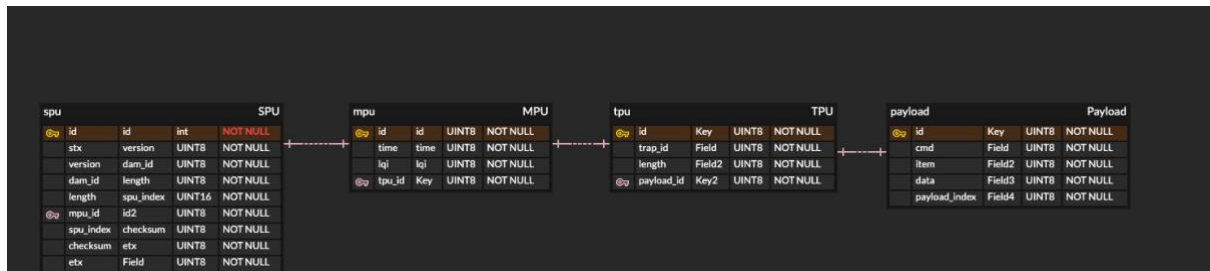 spu SPU
id id int NOT NULL
stx version UINT8 NOT NULL
version dam_id UINT8 NOT NULL
dam_id length UINT8 NOT NULL
length spu_index UINT16 NOT NULL
mpu_id id2 UINT8 NOT NULL
spu_index checksum UINT8 NOT NULL
checksum etx UINT8 NOT NULL
etx Field UINT8 NOT NULL
mpu MPU
id id UINT8 NOT NULL
time time UINT8 NOT NULL
lqi lqi UINT8 NOT NULL
tpu_id Key UINT8 NOT NULL
tpu TPU
id Key UINT8 NOT NULL
trap_id Field UINT8 NOT NULL
length Field2 UINT8 NOT NULL
payload_id Key2 UINT8 NOT NULL
payload Payload
id Key UINT8 NOT NULL
cmd Field UINT8 NOT NULL
item Field2 UINT8 NOT NULL
data Field3 UINT8 NOT NULL
payload_index Field4 UINT8 NOT NULL